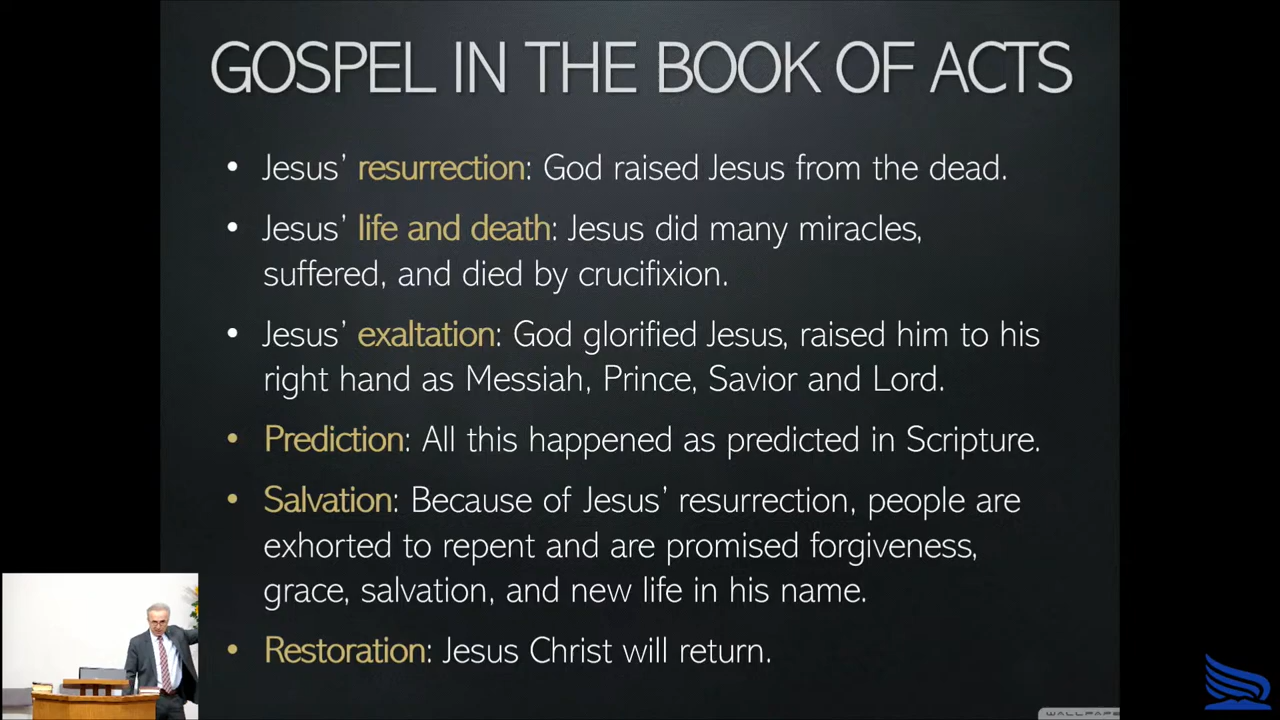 GOSPEL IN THE BOOK OF ACTS
• Jesus’ resurrection: God raised Jesus from the dead.
• Jesus’ life and death: Jesus did many miracles,
suffered, and died by crucifixion.
• Jesus’ exaltation: God glorified Jesus, raised him to his
right hand as Messiah, Prince, Savior and Lord.
• Prediction: All this happened as predicted in Scripture.
• Salvation: Because of Jesus’ resurrection, people are
exhorted to repent and are promised forgiveness,
grace, salvation, and new life in his name.
• Restoration: Jesus Christ will return.